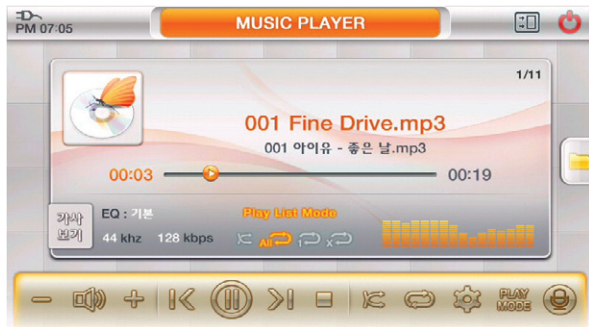 PM 07:05
MUSIC PLAYER
1/11
001 Fine Drive.mp3
001 아이유 - 좋은 날.mp3
00:03
00:19
가사
보기
EQ : 기본
Play List Mode
44 khz 128 kbps
All
1
x
PLAY
MODE